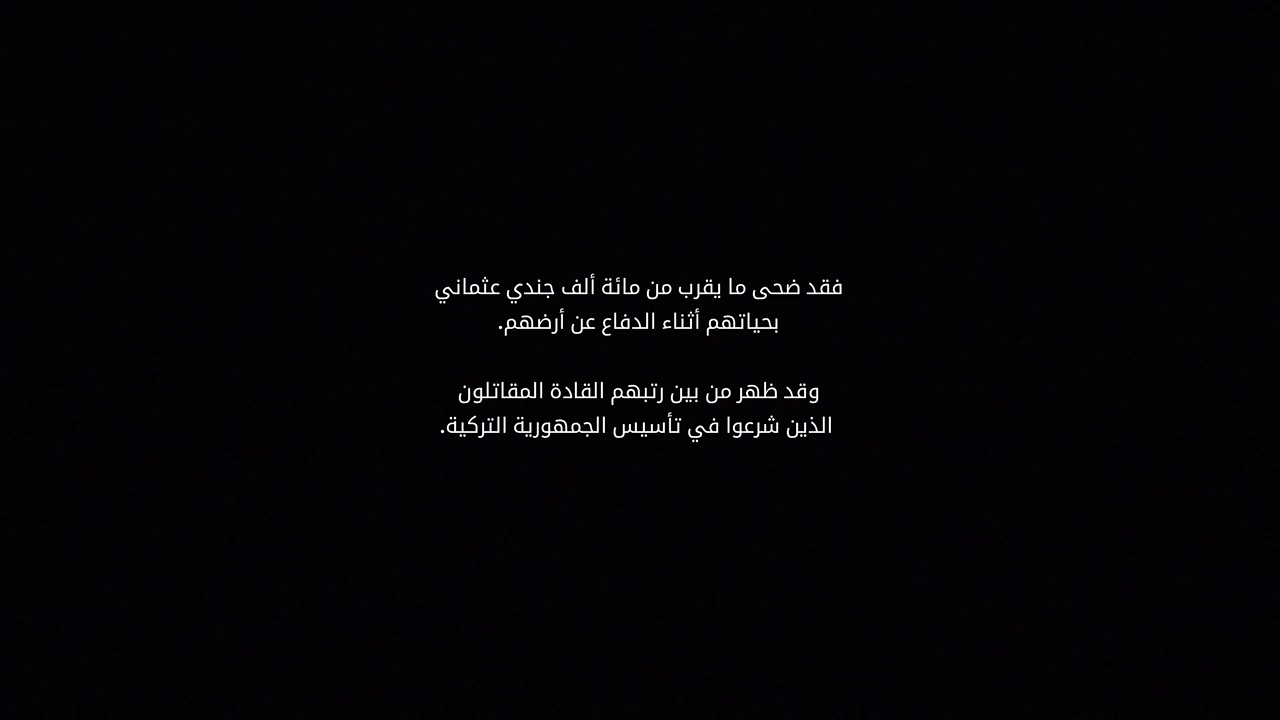 فقد ضحى ما يقرب من مائة ألف جندي عثماني
بحياتهم أثناء الدفاع عن أرضهم.
وقد ظهر من بين رتبهم القادة المقاتلون
الذين شرعوا في تأسيس الجمهورية التركية.